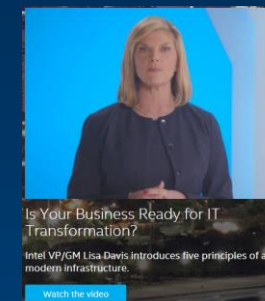 Is Your Business Ready for IT
Transformation?
Intel VP/GM Lisa Davis introduces five principles of a
modern infrastructure.
Watch the video